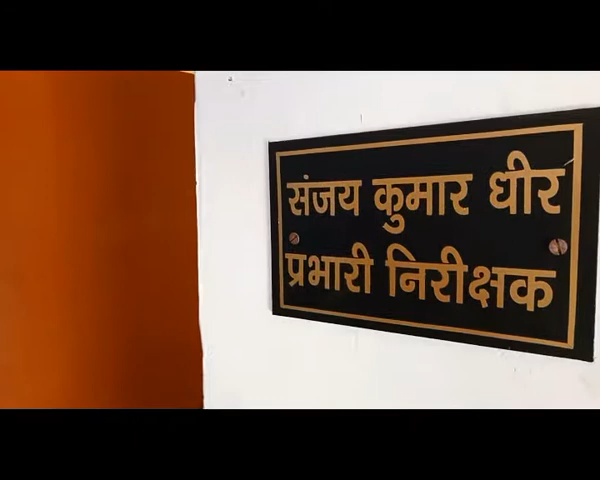 संजय कुमार धीर
प्रभारी निरीक्षक